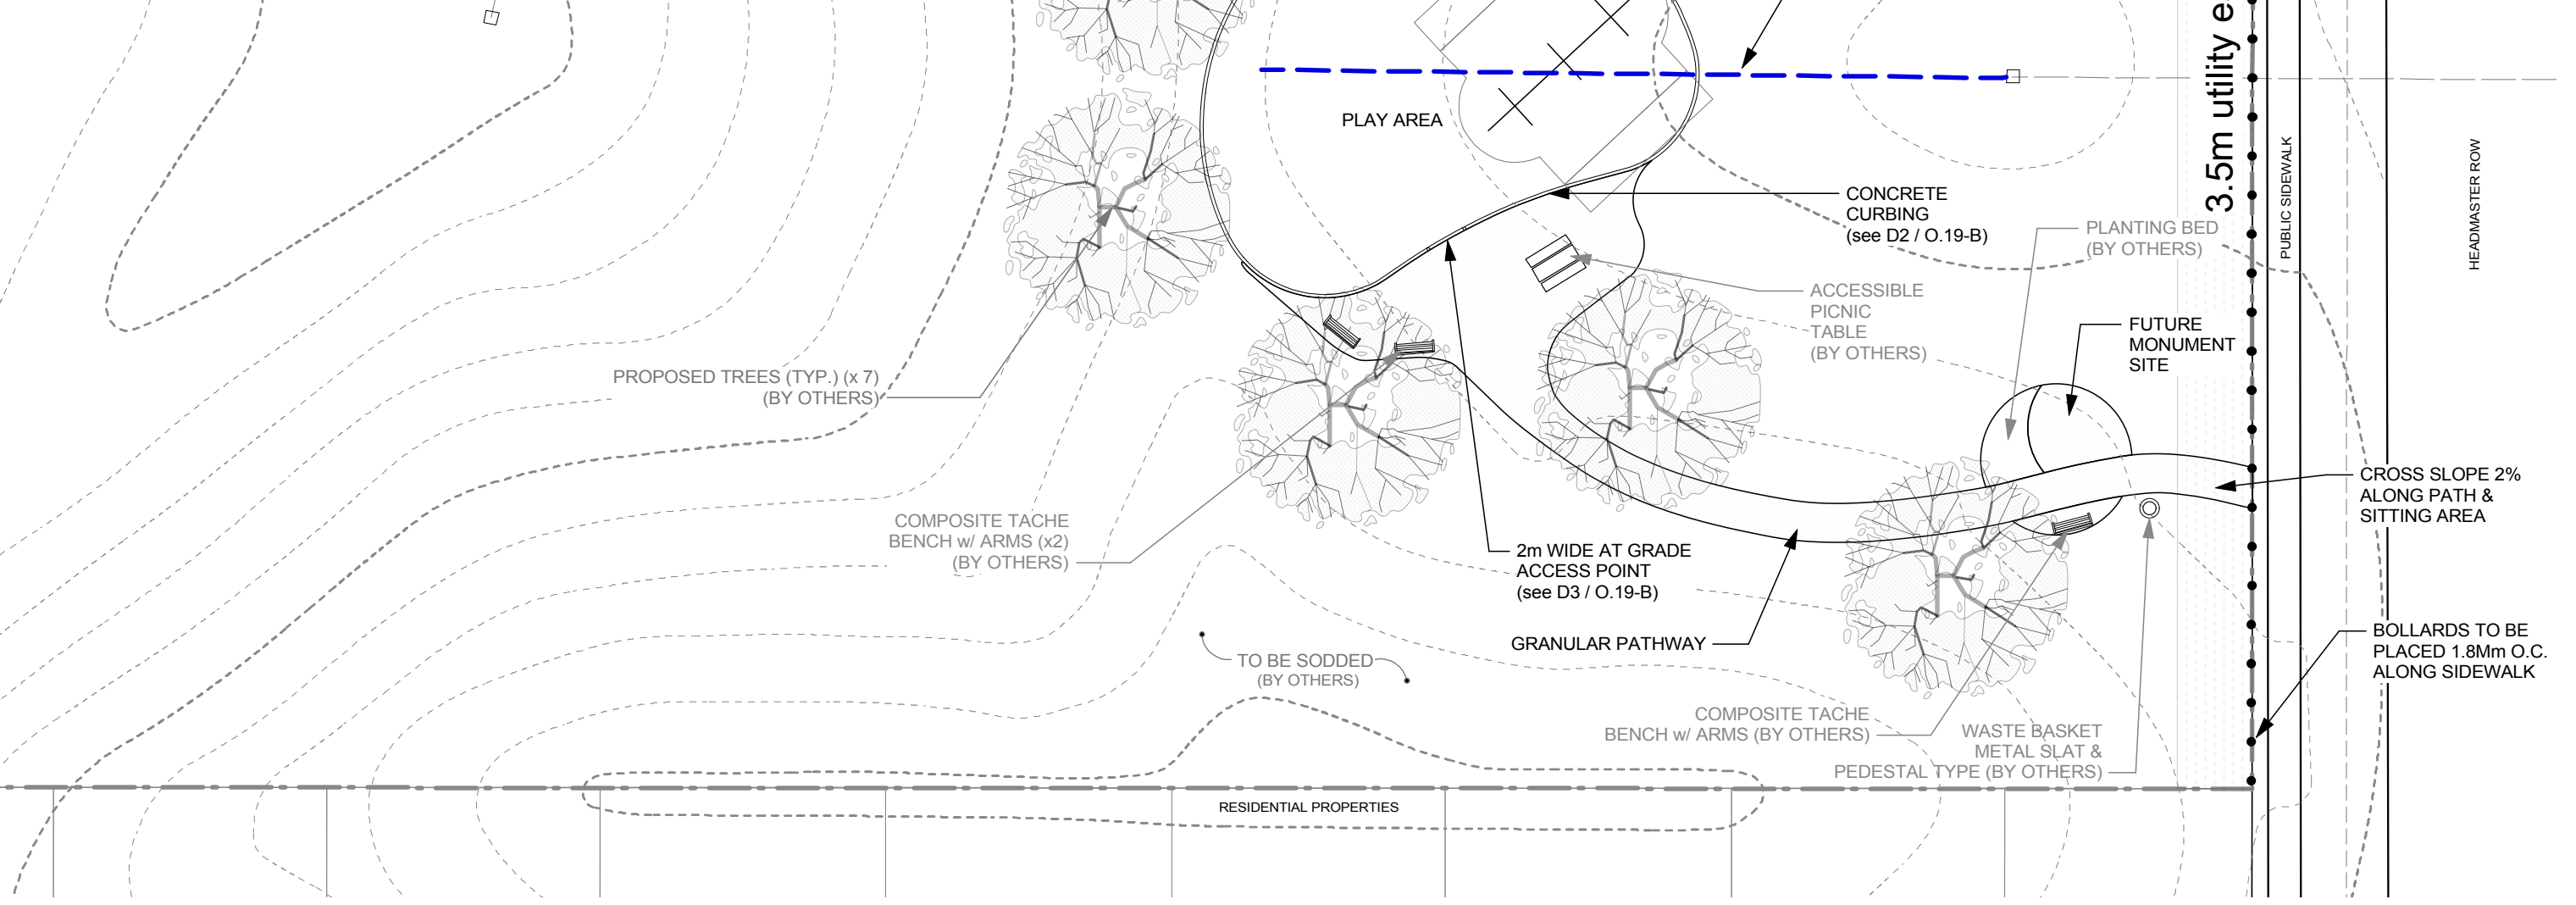 3.5m utility e
PUBLIC SIDEWALK
HEADMASTER ROW
PLAY AREA
CONCRETE
CURBING
(see D2 / O.19-B)
PLANTING BED
(BY OTHERS)
ACCESSIBLE
PICNIC
TABLE
(BY OTHERS)
FUTURE
MONUMENT
SITE
PROPOSED TREES (TYP.) (x 7)
(BY OTHERS)
CROSS SLOPE 2%
ALONG PATH &
SITTING AREA
COMPOSITE TACHE
BENCH w/ ARMS (x2)
(BY OTHERS)
2m WIDE AT GRADE
ACCESS POINT
(see D3 / O.19-B)
GRANULAR PATHWAY
BOLLARDS TO BE
PLACED 1.8Mm O.C.
ALONG SIDEWALK
TO BE SODDED
(BY OTHERS)
COMPOSITE TACHE
BENCH w/ ARMS (BY OTHERS)
WASTE BASKET
METAL SLAT &
PEDESTAL TYPE (BY OTHERS)
RESIDENTIAL PROPERTIES